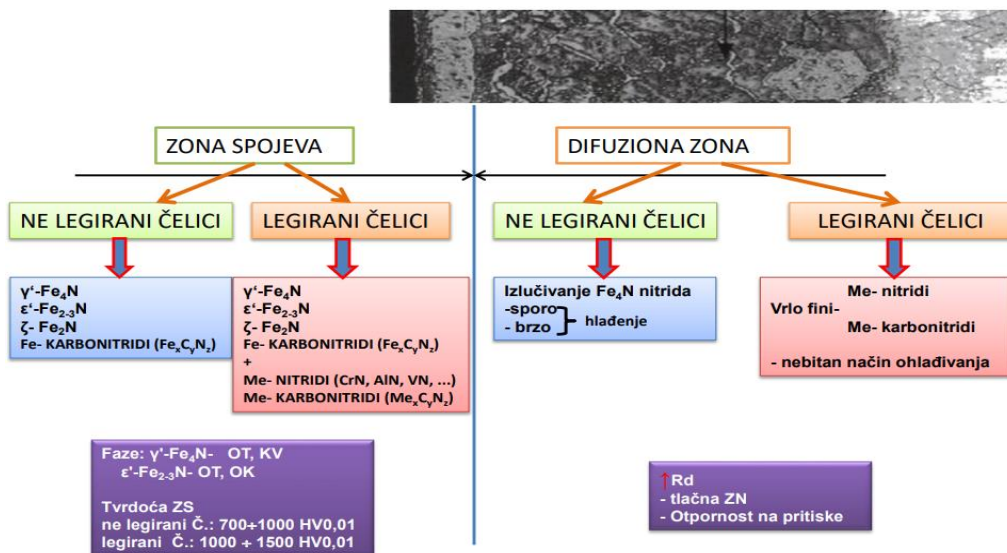 ZONA SPOJEVA
NE LEGIRANI ČELICI
LEGIRANI ČELICI
γ‘-Fe₄N
ε‘-Fe₂₋₃N
ζ- Fe₂N
Fe- KARBONITRIDI (FeₓCᵧN_z)
γ‘-Fe₄N
ε‘-Fe₂₋₃N
ζ- Fe₂N
Fe- KARBONITRIDI (FeₓCᵧN_z)
+
Me- NITRIDI (CrN, AlN, VN, ...)
Me- KARBONITRIDI (MeₓCᵧN_z)
Faze: γ'-Fe₄N- OT, KV
ε'-Fe₂₋₃N- OT, OK
Tvrdoća ZS
ne legirani Č.: 700÷1000 HV0,01
legirani Č.: 1000 ÷ 1500 HV0,01
DIFUZIONA ZONA
NE LEGIRANI ČELICI
LEGIRANI ČELICI
Izlučivanje Fe₄N nitrida
-sporo
- brzo
hlađenje
Me- nitridi
Vrlo fini-
Me- karbonitridi
- nebitan način ohlađivanja
↑Rd
- tlačna ZN
- Otpornost na pritiske